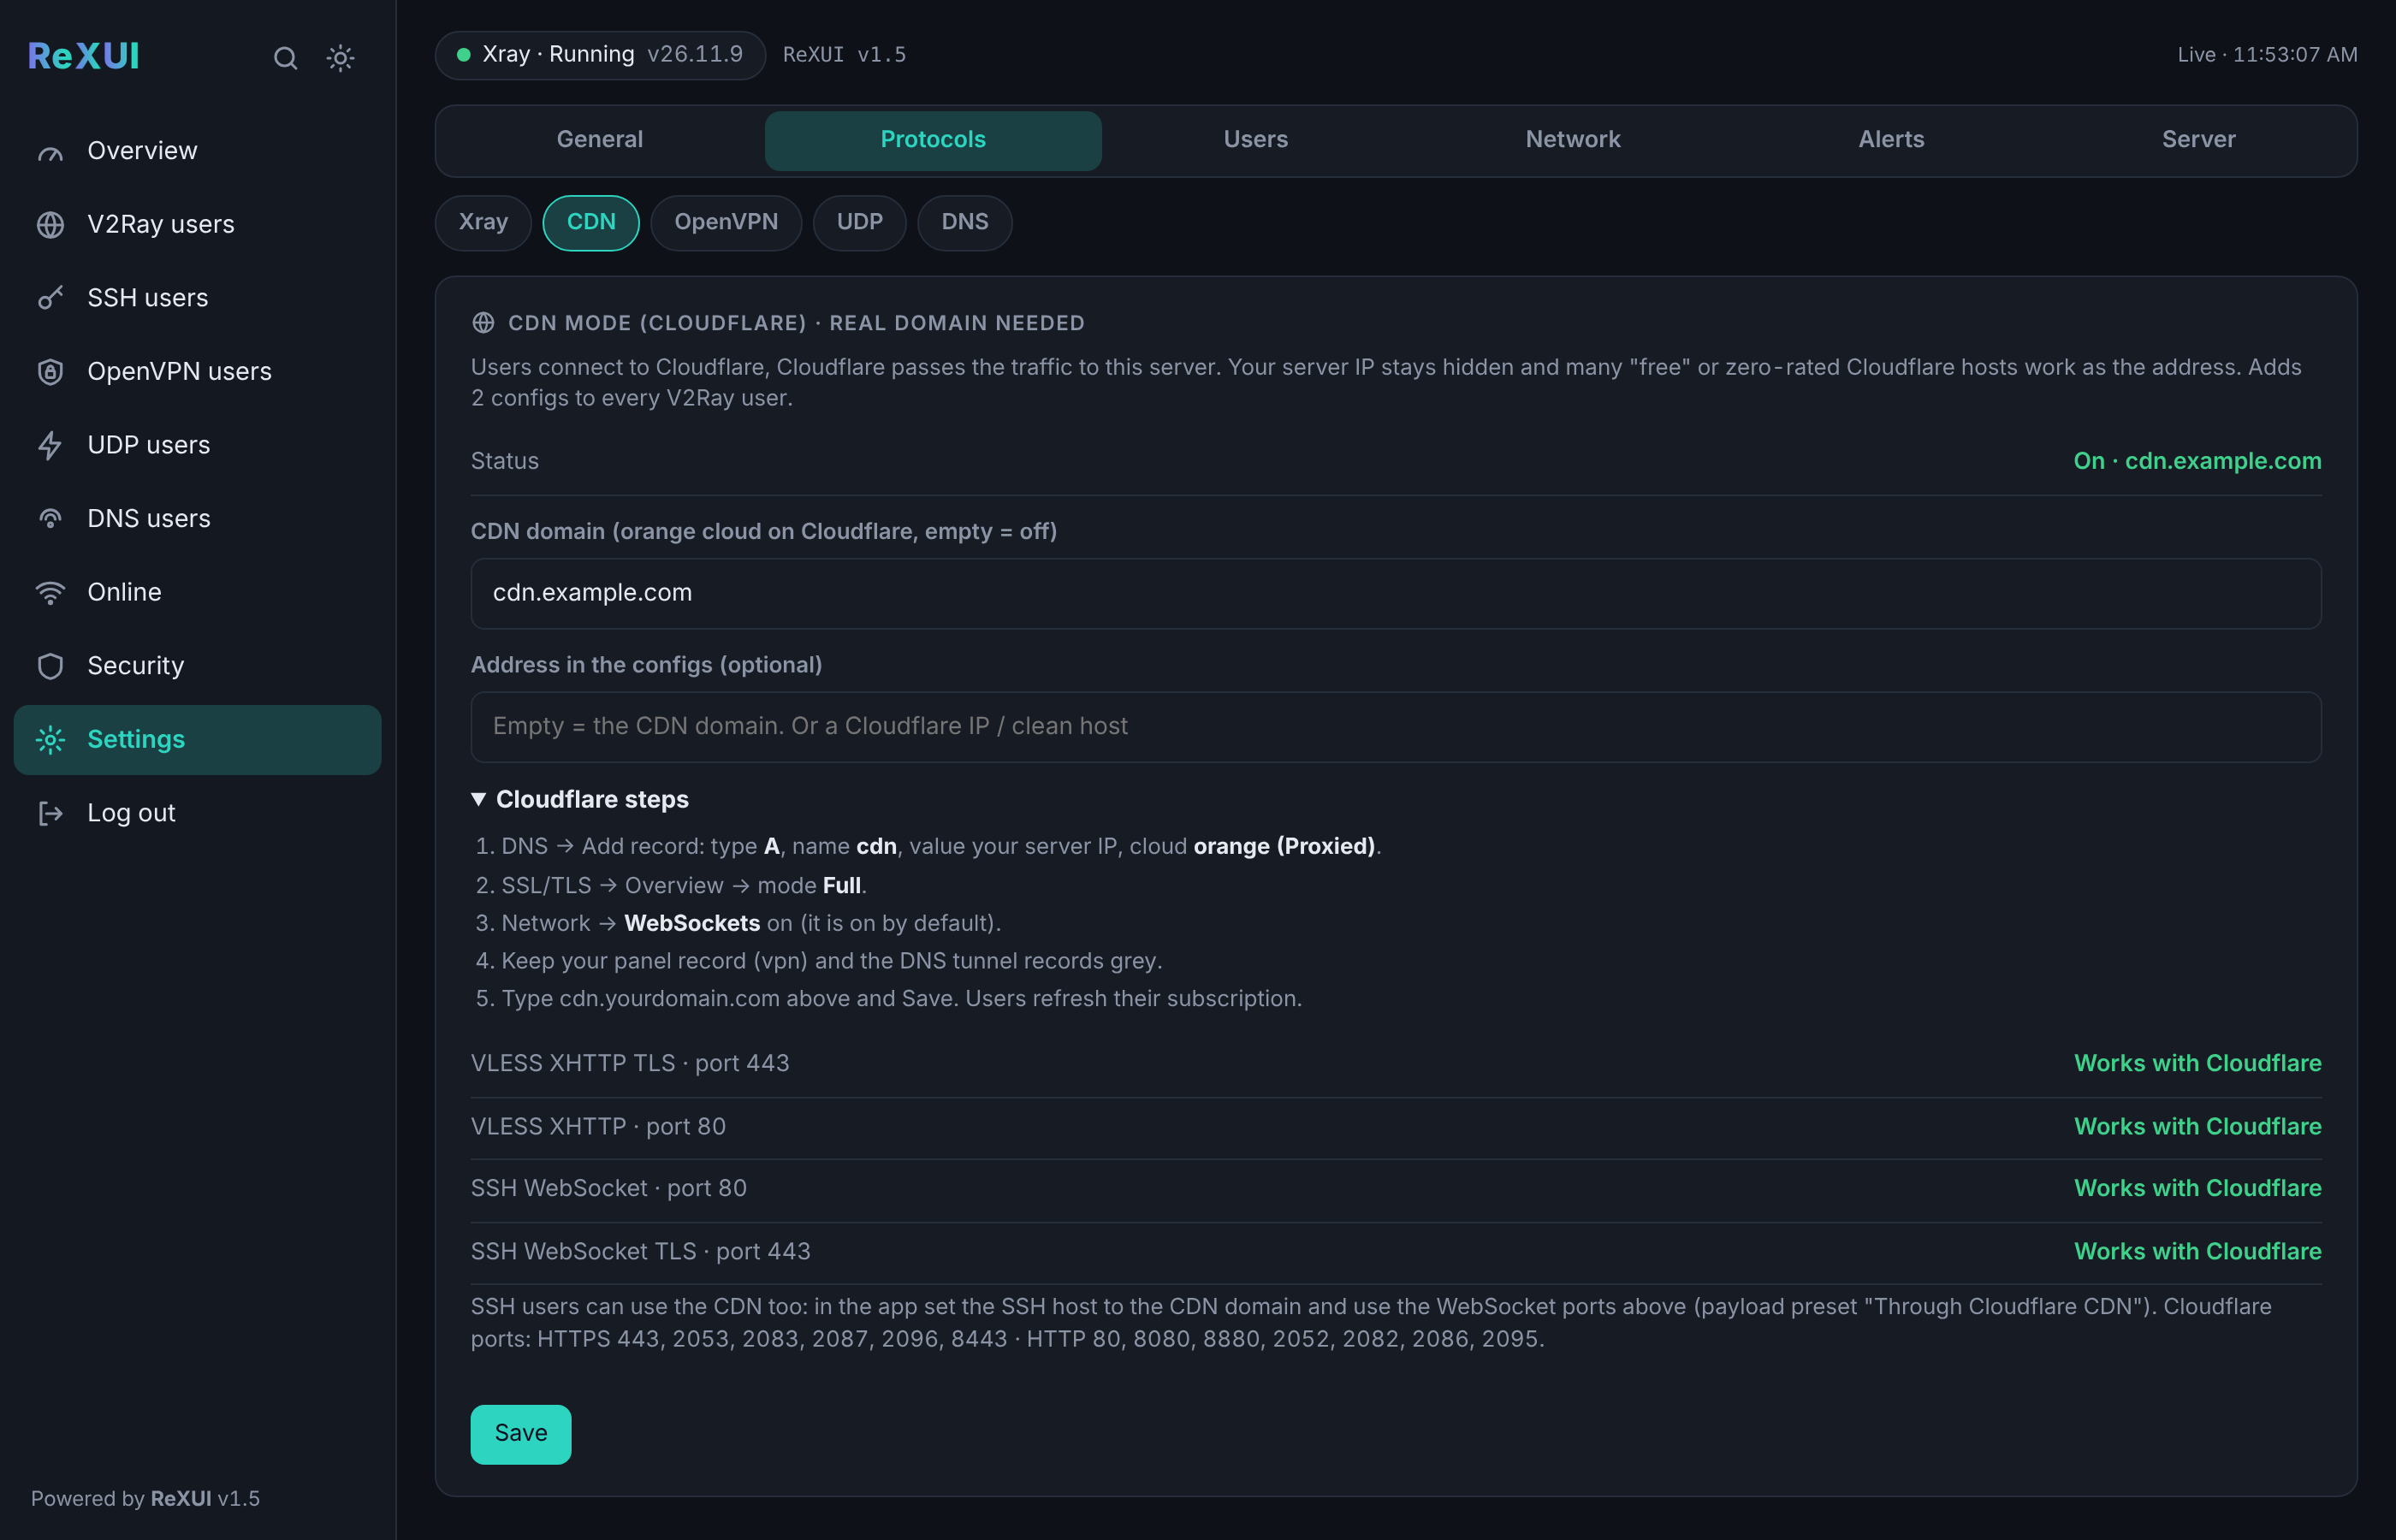 ReXUI
Overview
V2Ray users
SSH users
OpenVPN users
UDP users
DNS users
Online
Security
Settings
Log out
Powered by ReXUI v1.5
Xray · Running v26.11.9
ReXUI v1.5
Live · 11:53:07 AM
General
Protocols
Users
Network
Alerts
Server
Xray
CDN
OpenVPN
UDP
DNS
CDN MODE (CLOUDFLARE) · REAL DOMAIN NEEDED
Users connect to Cloudflare, Cloudflare passes the traffic to this server. Your server IP stays hidden and many "free" or zero-rated Cloudflare hosts work as the address. Adds
2 configs to every V2Ray user.
Status
On · cdn.example.com
CDN domain (orange cloud on Cloudflare, empty = off)
cdn.example.com
Address in the configs (optional)
Empty = the CDN domain. Or a Cloudflare IP / clean host
▼ Cloudflare steps
1. DNS → Add record: type A, name cdn, value your server IP, cloud orange (Proxied).
2. SSL/TLS → Overview → mode Full.
3. Network → WebSockets on (it is on by default).
4. Keep your panel record (vpn) and the DNS tunnel records grey.
5. Type cdn.yourdomain.com above and Save. Users refresh their subscription.
VLESS XHTTP TLS · port 443
Works with Cloudflare
VLESS XHTTP · port 80
Works with Cloudflare
SSH WebSocket · port 80
Works with Cloudflare
SSH WebSocket TLS · port 443
Works with Cloudflare
SSH users can use the CDN too: in the app set the SSH host to the CDN domain and use the WebSocket ports above (payload preset "Through Cloudflare CDN"). Cloudflare
ports: HTTPS 443, 2053, 2083, 2087, 2096, 8443 · HTTP 80, 8080, 8880, 2052, 2082, 2086, 2095.
Save